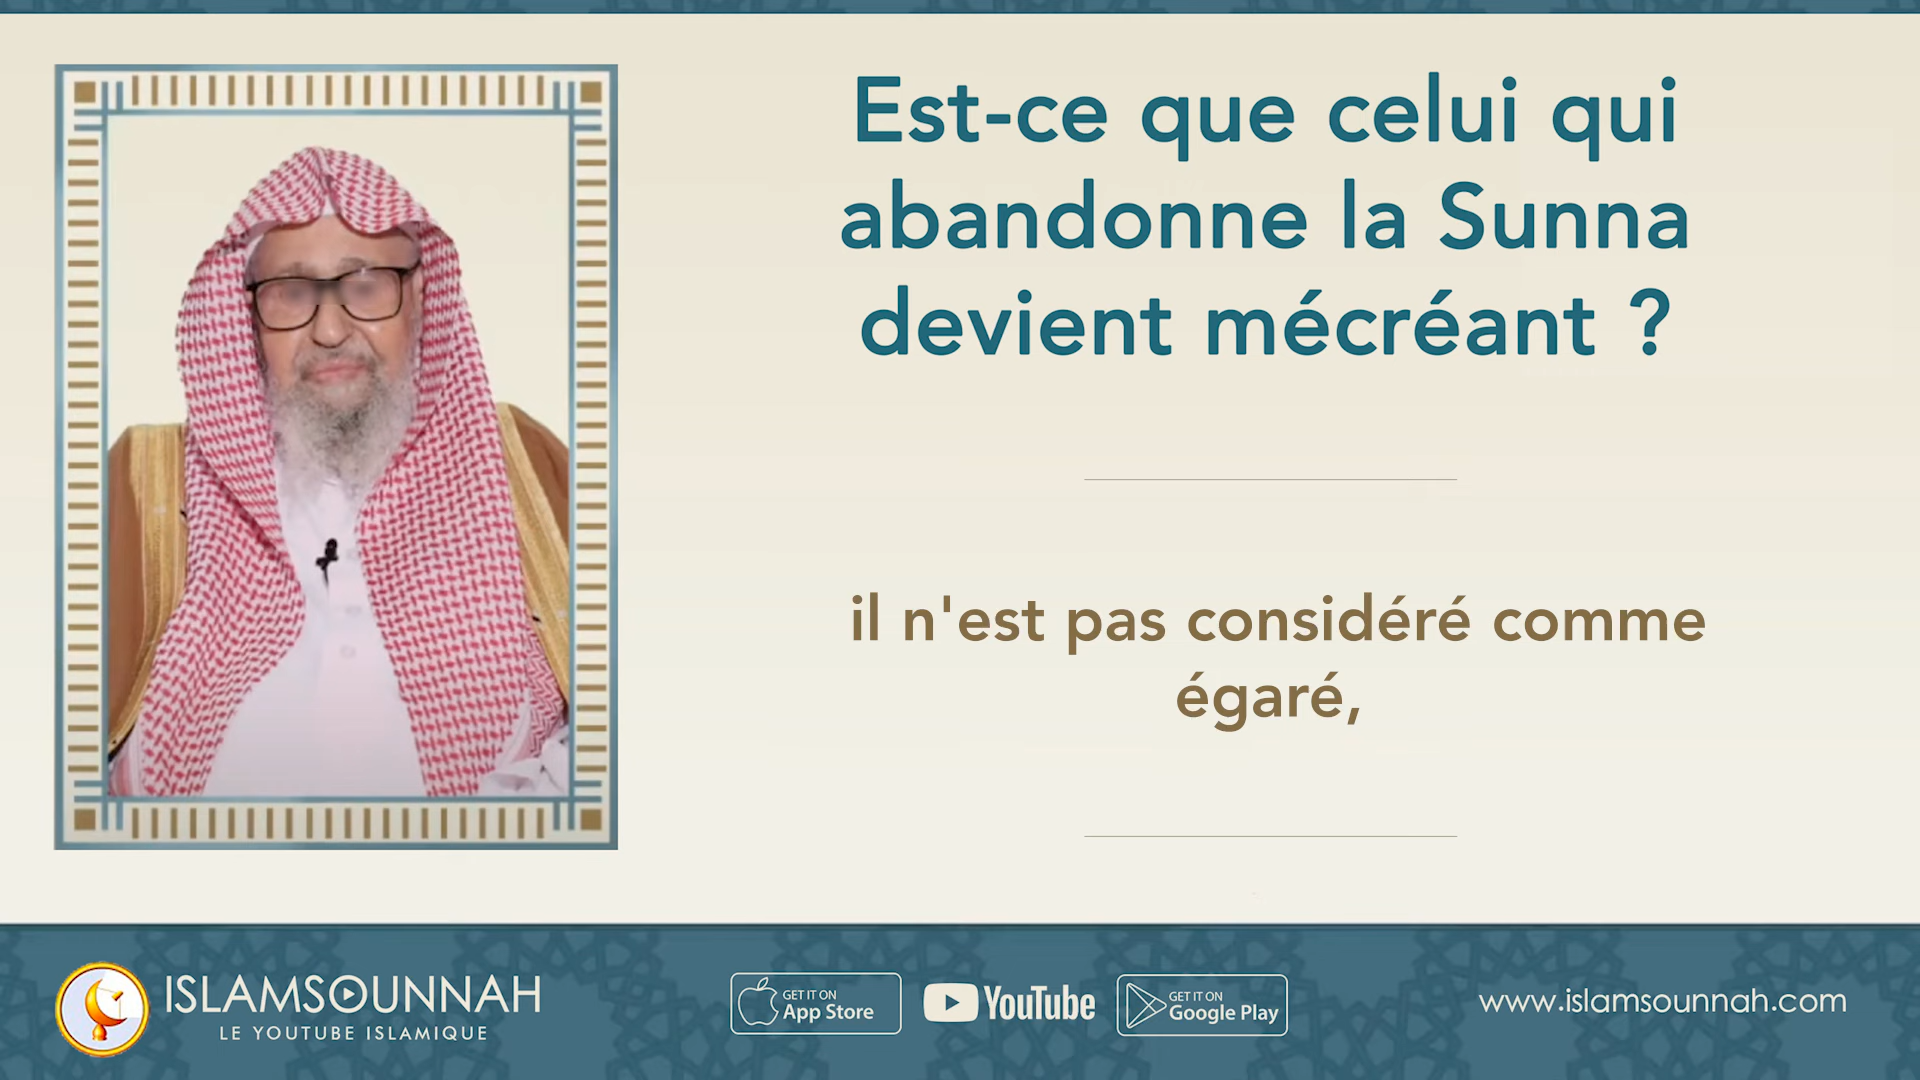 Est-ce que celui qui
abandonne la Sunna
devient mécréant ?
il n'est pas considéré comme
égaré,
ISLAMSOUNNAH
LE YOUTUBE ISLAMIQUE
GET IT ON
App Store
YouTube
GET IT ON
Google Play
www.islamsounnah.com